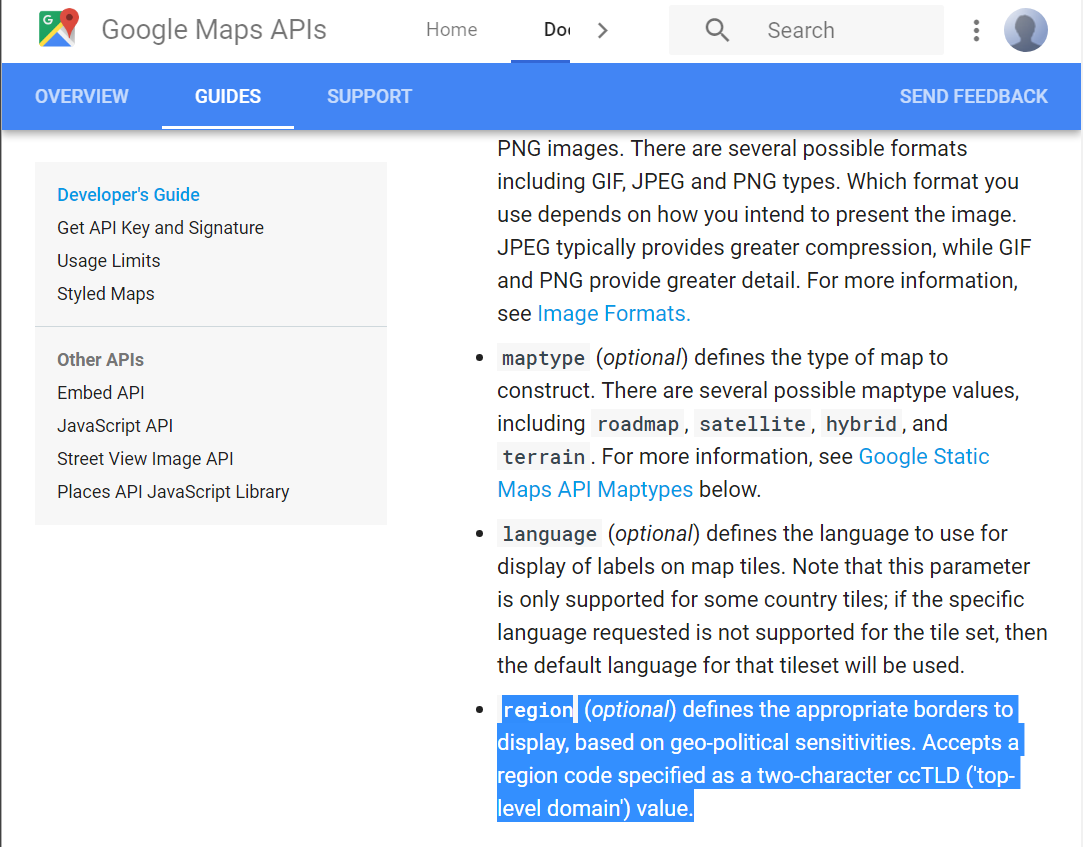 Google Maps APIs
Home
Doc
Search
OVERVIEW
GUIDES
SUPPORT
SEND FEEDBACK
Developer's Guide
Get API Key and Signature
Usage Limits
Styled Maps
Other APIs
Embed API
JavaScript API
Street View Image API
Places API JavaScript Library
PNG images. There are several possible formats
including GIF, JPEG and PNG types. Which format you
use depends on how you intend to present the image.
JPEG typically provides greater compression, while GIF
and PNG provide greater detail. For more information,
see Image Formats.
• maptype (optional) defines the type of map to
construct. There are several possible maptype values,
including roadmap, satellite, hybrid, and
terrain. For more information, see Google Static
Maps API Maptypes below.
• language (optional) defines the language to use for
display of labels on map tiles. Note that this parameter
is only supported for some country tiles; if the specific
language requested is not supported for the tile set, then
the default language for that tileset will be used.
• region (optional) defines the appropriate borders to
display, based on geo-political sensitivities. Accepts a
region code specified as a two-character ccTLD ('top-
level domain') value.